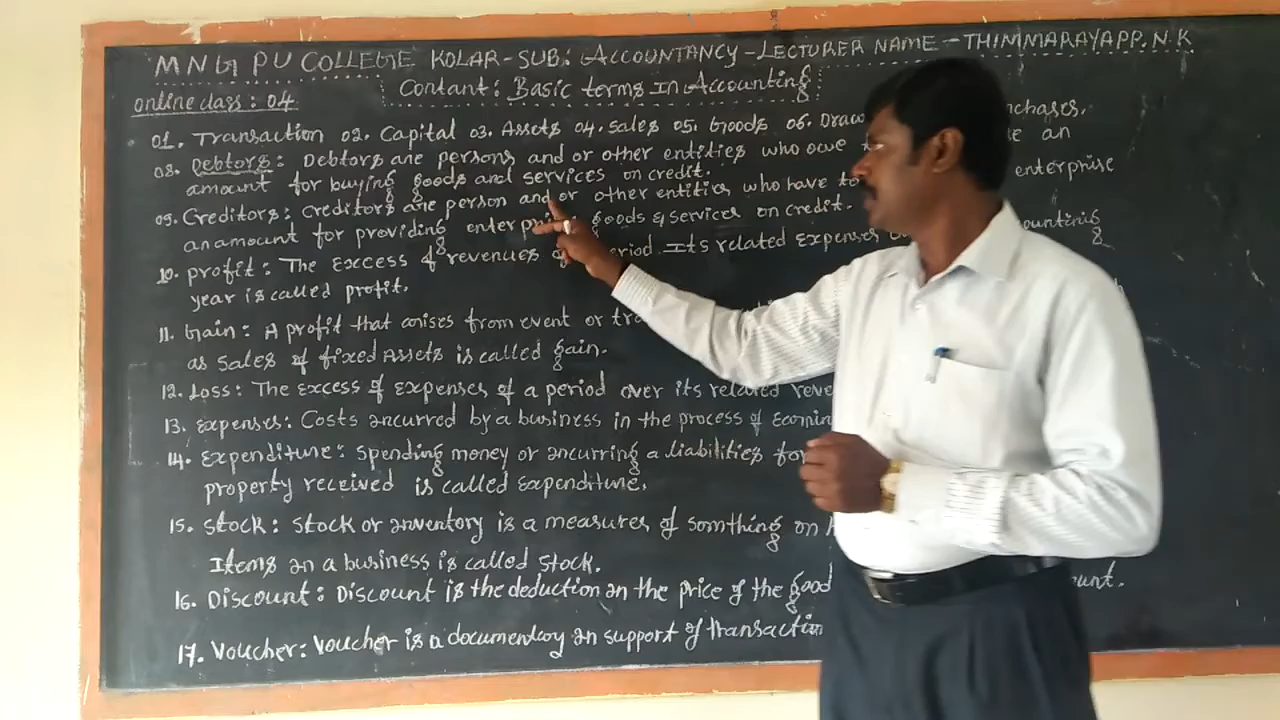 MNG PU COLLEGE KOLAR-SUB: ACCOUNTANCY-LECTURER NAME-THIMMARAYAPP.N.K
Contant: Basic terms In Accounting
online class: 04
01. Transaction 02. Capital 03. Assets 04. Sales 05. Goods 06. Draw chases.
08. Debtors: Debtors are persons and or other entities who owe an
amount for buying goods and services on credit. enterprise
09. Creditors: Creditors are person and or other entities who have to
an amount for providing enterprise goods & services on credit.
10. profit: The Excess of revenues of period Its related Expenses counting
year is called profit.
11. Gain: A profit that arises from event or
as sales of fixed Assets is called gain.
12. Loss: The Excess of Expenses of a period over its related reve
13. Expenses: Costs incurred by a business in the process of
14. Expenditure: spending money or incurring a liabilities for
property received is called Expenditure.
15. Stock: Stock or inventory is a measures of somthing on
Items in a business is called stock.
16. Discount: Discount is the deduction in the price of the good unt.
17. Voucher: Voucher is a documentary in support of transaction